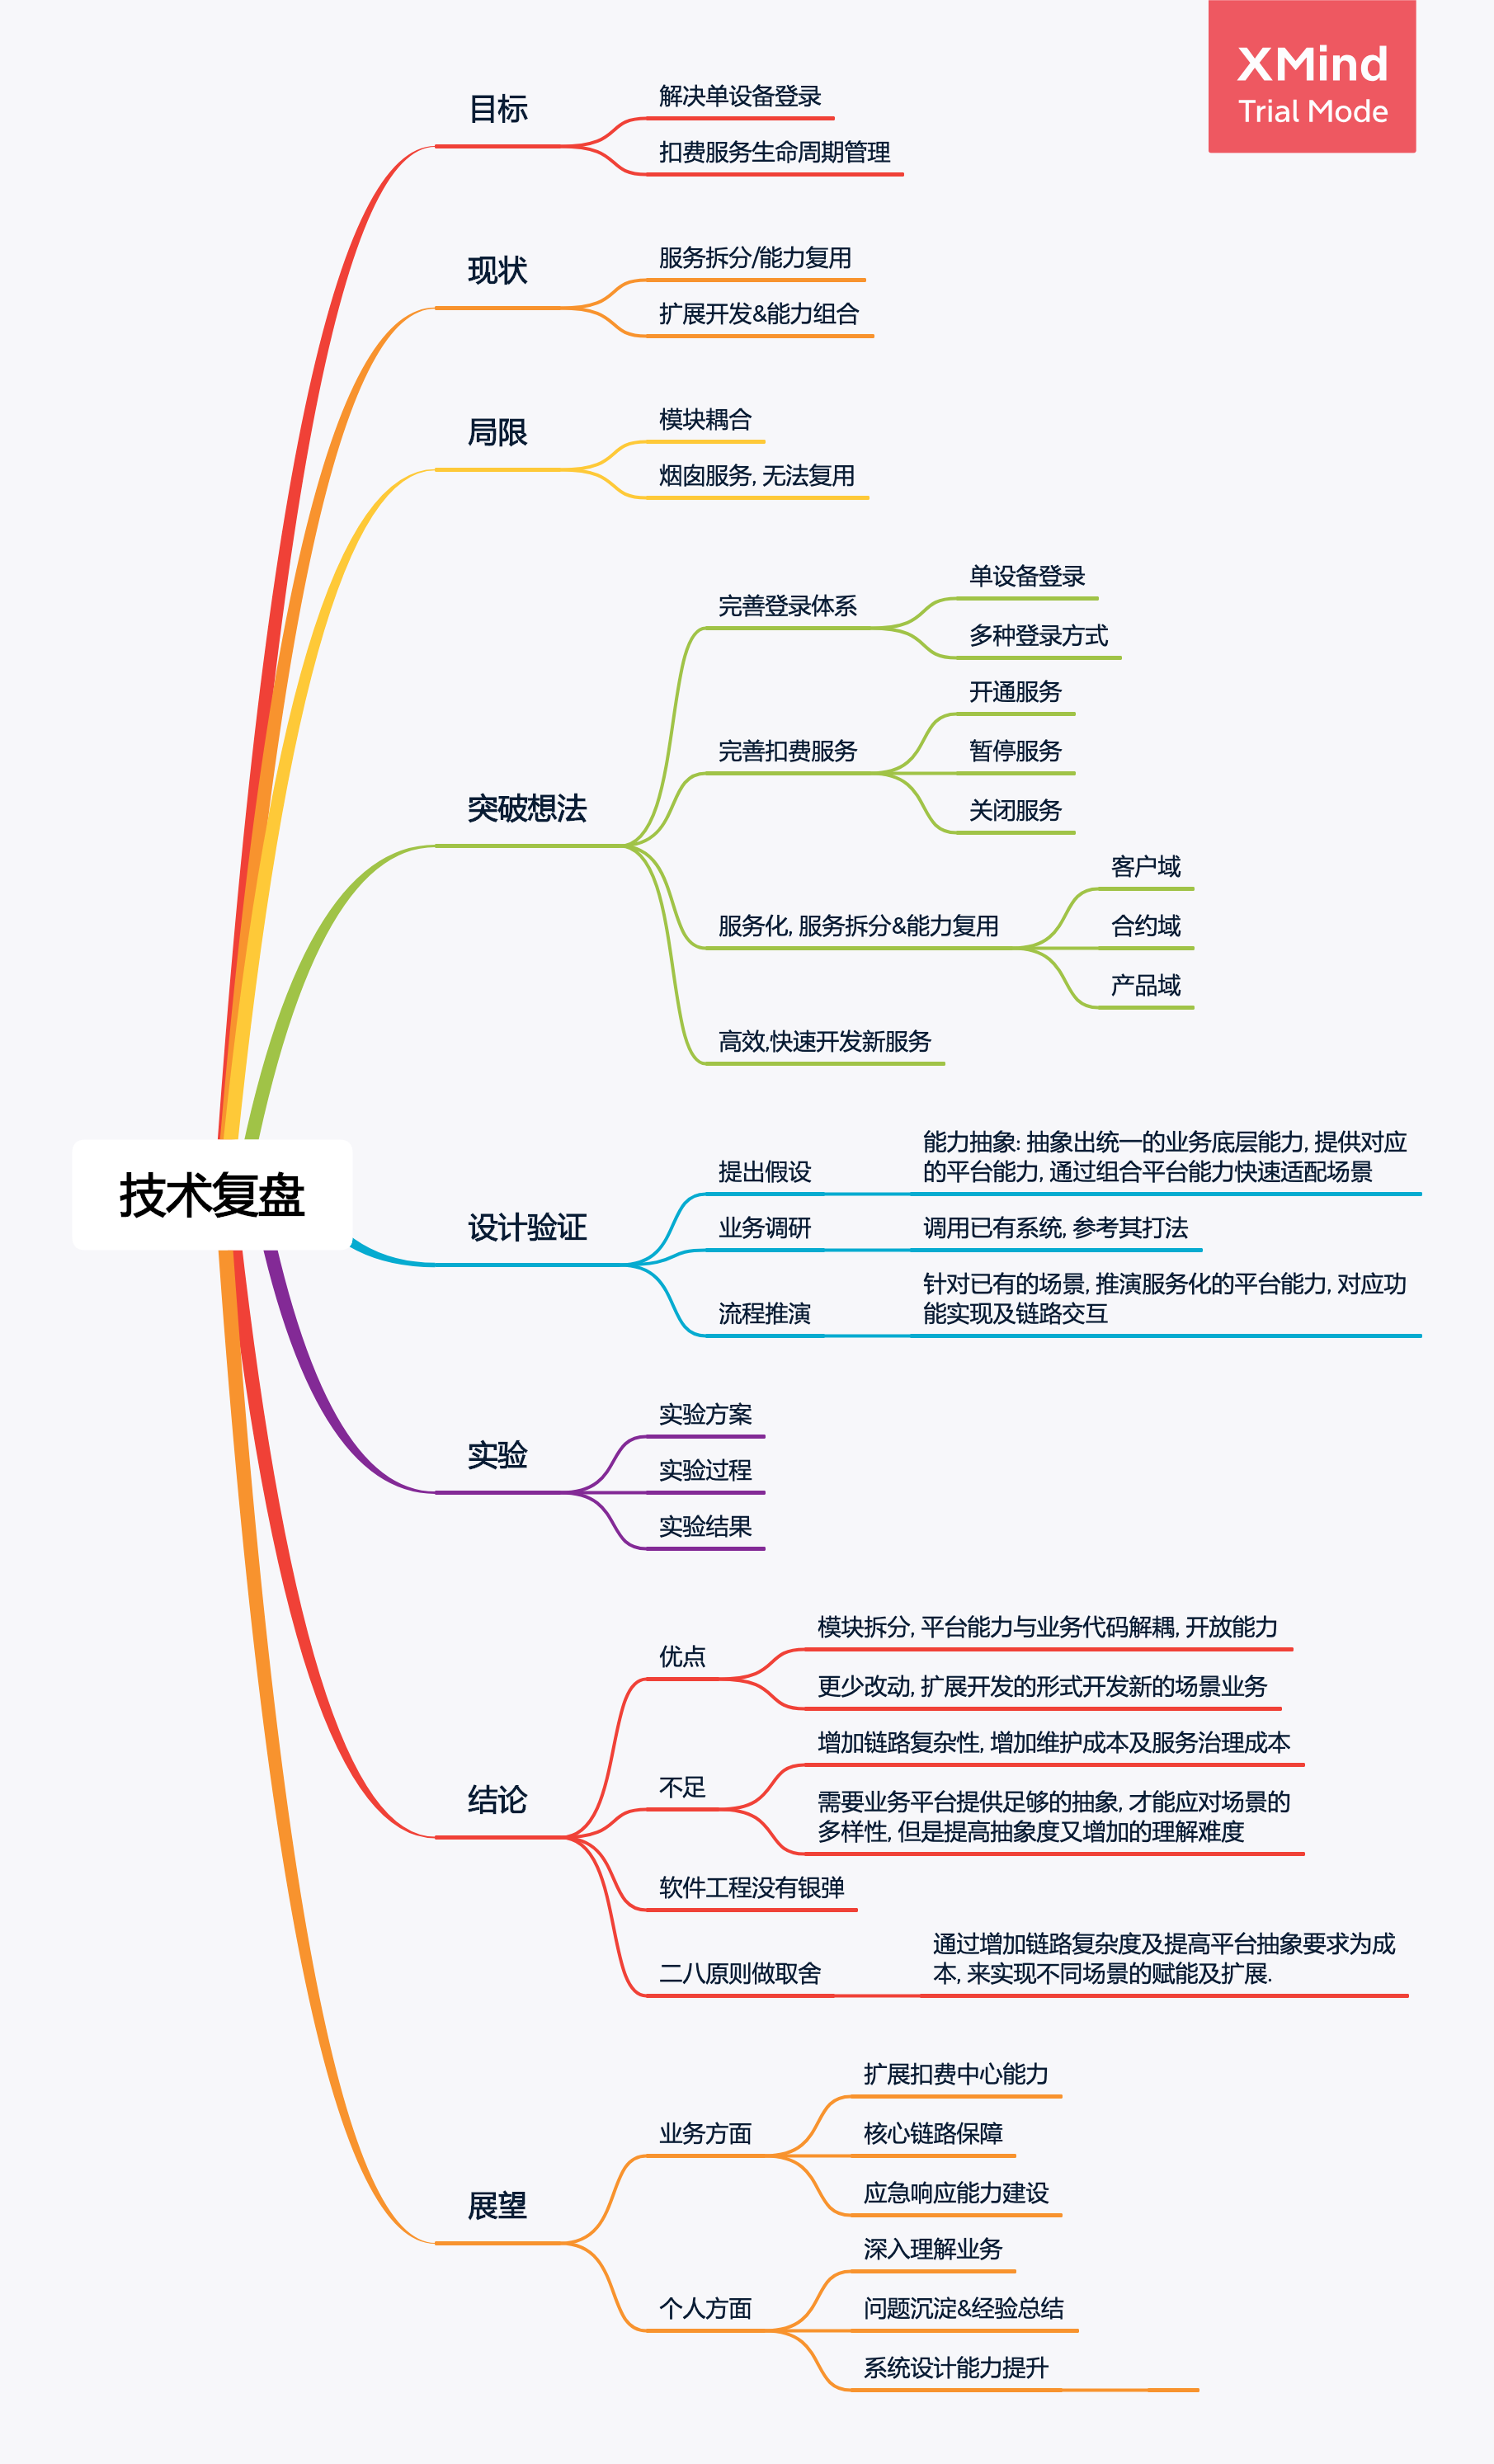 XMind
Trial Mode
目标
解决单设备登录
扣费服务生命周期管理
现状
服务拆分/能力复用
扩展开发&能力组合
局限
模块耦合
烟囱服务, 无法复用
突破想法
完善登录体系
单设备登录
多种登录方式
完善扣费服务
开通服务
暂停服务
关闭服务
服务化, 服务拆分&能力复用
客户域
合约域
产品域
高效,快速开发新服务
技术复盘
设计验证
提出假设
能力抽象: 抽象出统一的业务底层能力, 提供对应
的平台能力, 通过组合平台能力快速适配场景
业务调研
调用已有系统, 参考其打法
流程推演
针对已有的场景, 推演服务化的平台能力, 对应功
能实现及链路交互
实验
实验方案
实验过程
实验结果
结论
优点
模块拆分, 平台能力与业务代码解耦, 开放能力
更少改动, 扩展开发的形式开发新的场景业务
不足
增加链路复杂性, 增加维护成本及服务治理成本
需要业务平台提供足够的抽象, 才能应对场景的
多样性, 但是提高抽象度又增加的理解难度
软件工程没有银弹
二八原则做取舍
通过增加链路复杂度及提高平台抽象要求为成
本, 来实现不同场景的赋能及扩展.
展望
业务方面
扩展扣费中心能力
核心链路保障
应急响应能力建设
个人方面
深入理解业务
问题沉淀&经验总结
系统设计能力提升